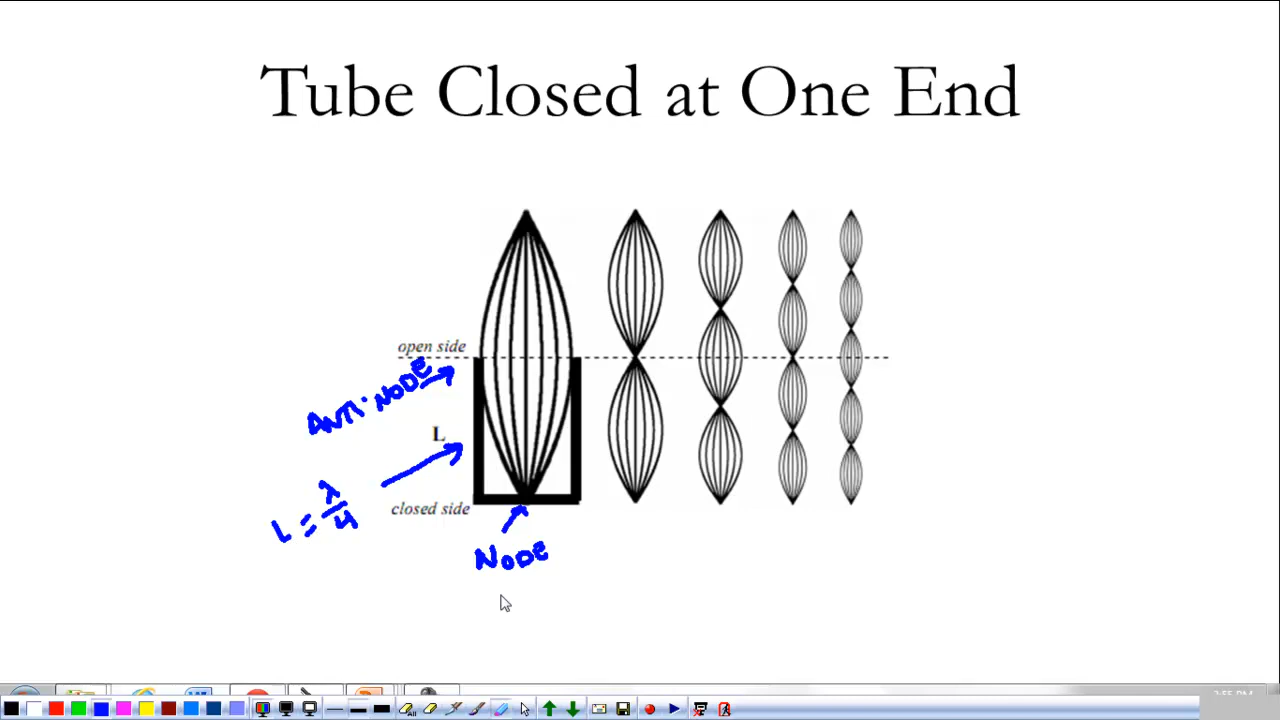 Tube Closed at One End
open side
ANTI-NODE
L
L = λ/4
closed side
NODE